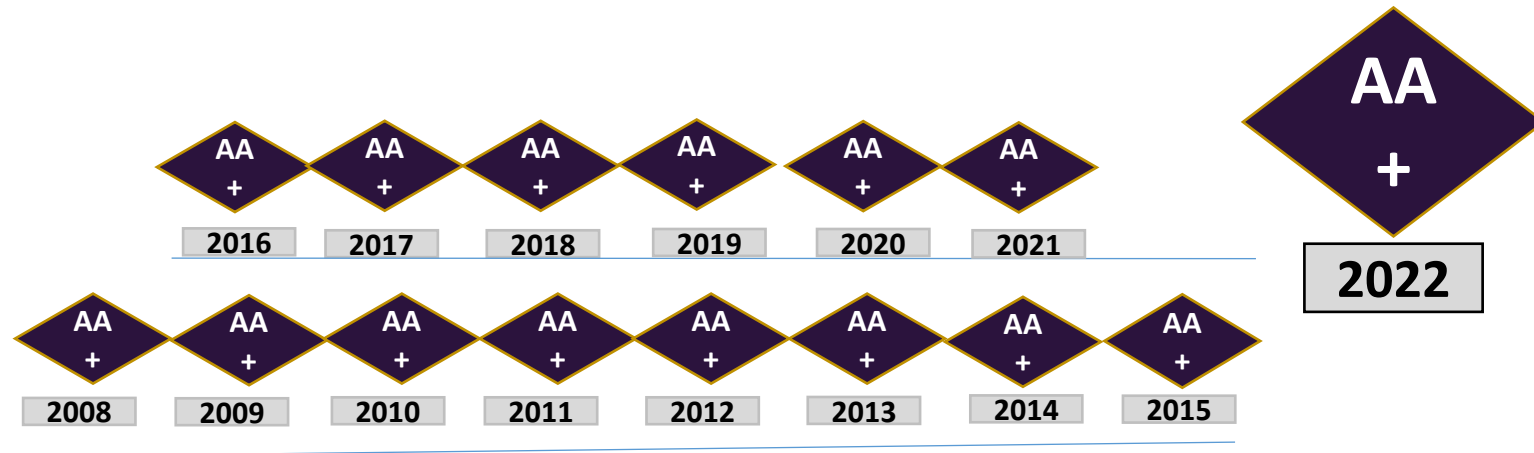 AA
+
2022
AA + AA + AA + AA + AA + AA +
2016 2017 2018 2019 2020 2021
AA + AA + AA + AA + AA + AA + AA + AA +
2008 2009 2010 2011 2012 2013 2014 2015